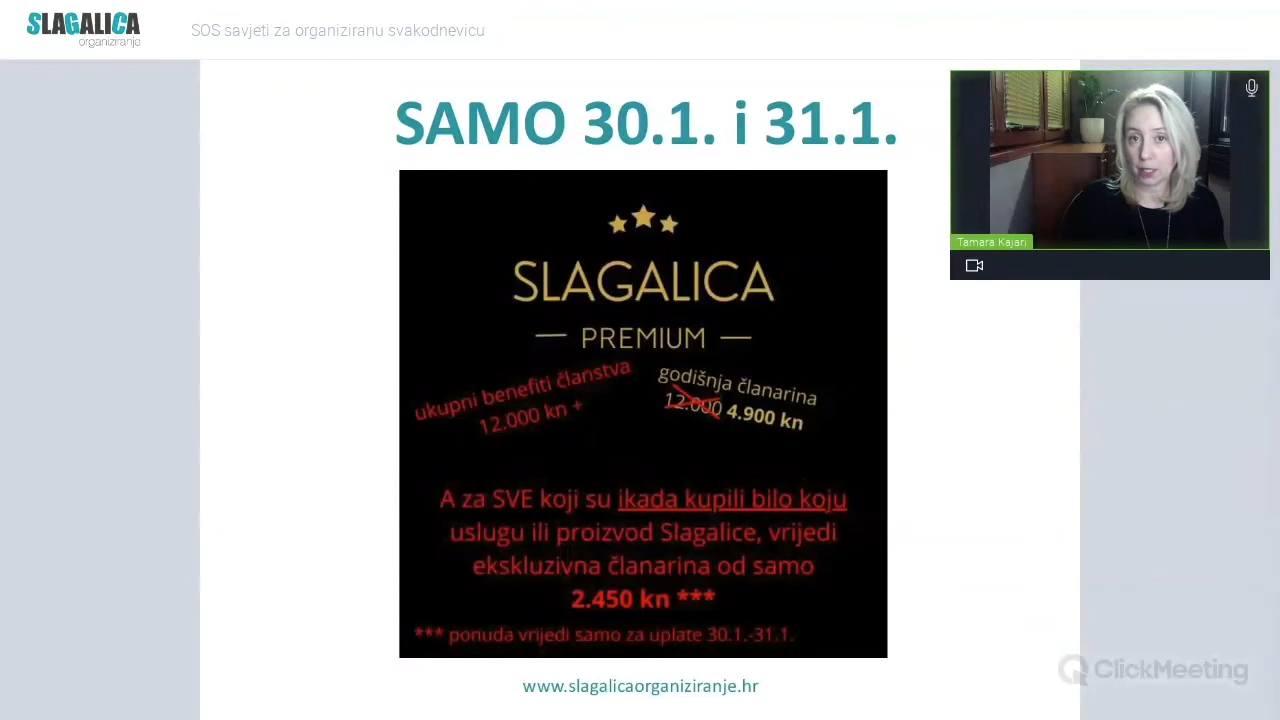 SLAGALICA
organiziranje
SOS savjeti za organiziranu svakodnevicu
SAMO 30.1. i 31.1.
SLAGALICA
PREMIUM
ukupni benefiti članstva
12.000 kn +
godišnja članarina
12.000 4.900 kn
A za SVE koji su ikada kupili bilo koju
uslugu ili proizvod Slagalice, vrijedi
ekskluzivna članarina od samo
2.450 kn ***
*** ponuda vrijedi samo za uplate 30.1.-31.1.
www.slagalicaorganiziranje.hr
Tamara Kajari
ClickMeeting